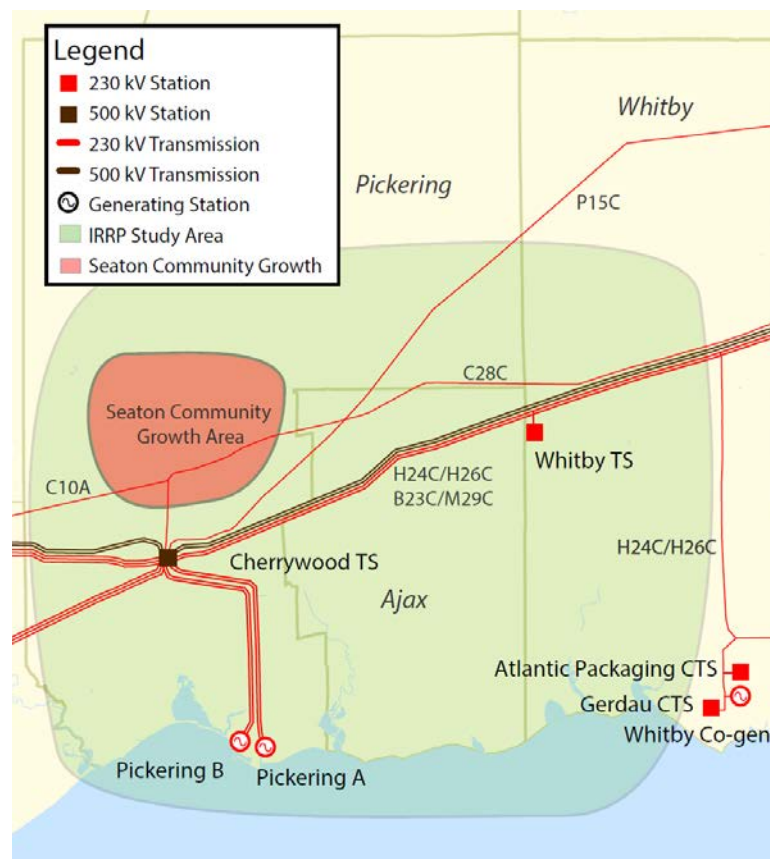 Legend
230 kV Station
500 kV Station
230 kV Transmission
500 kV Transmission
Generating Station
IRRP Study Area
Seaton Community Growth
Whitby
Pickering
P15C
C28C
Seaton Community
Growth Area
Whitby TS
H24C/H26C
B23C/M29C
C10A
H24C/H26C
Cherrywood TS
Ajax
Atlantic Packaging CTS
Gerdau CTS
Whitby Co-gen
Pickering B
Pickering A